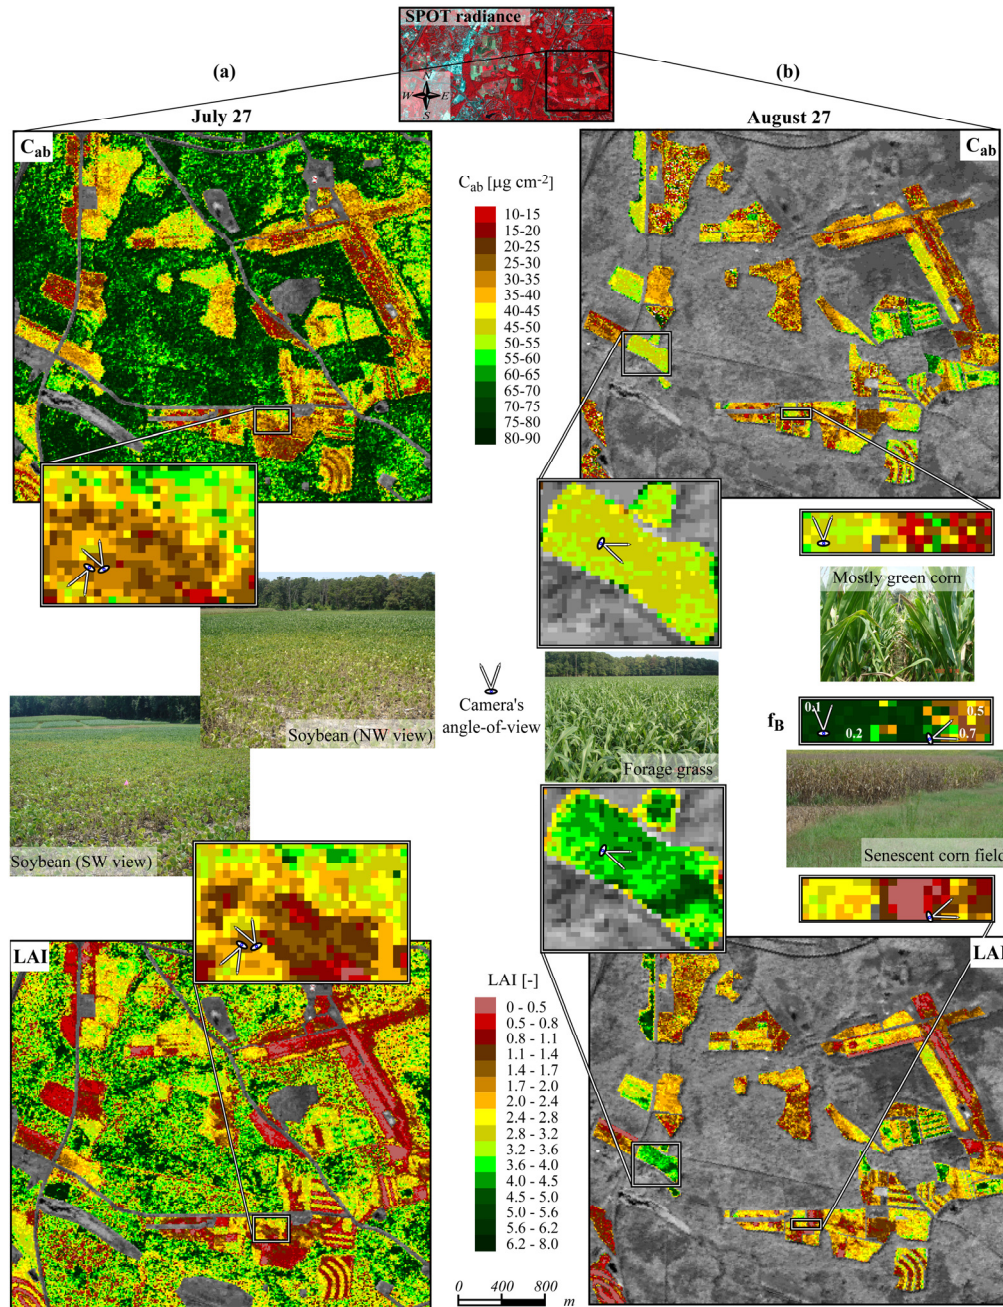 SPOT radiance
(a)
(b)
N
W E
S
July 27
August 27
C_ab
C_ab [µg cm-2]
C_ab
10-15
15-20
20-25
25-30
30-35
35-40
40-45
45-50
50-55
55-60
60-65
65-70
70-75
75-80
80-90
Mostly green corn
Soybean (NW view)
Camera's
angle-of-view
Forage grass
f_B
0.1
0.5
0.2
0.7
Soybean (SW view)
Senescent corn field
LAI
LAI [-]
LAI
0 - 0.5
0.5 - 0.8
0.8 - 1.1
1.1 - 1.4
1.4 - 1.7
1.7 - 2.0
2.0 - 2.4
2.4 - 2.8
2.8 - 3.2
3.2 - 3.6
3.6 - 4.0
4.0 - 4.5
4.5 - 5.0
5.0 - 5.6
5.6 - 6.2
6.2 - 8.0
0 400 800
m